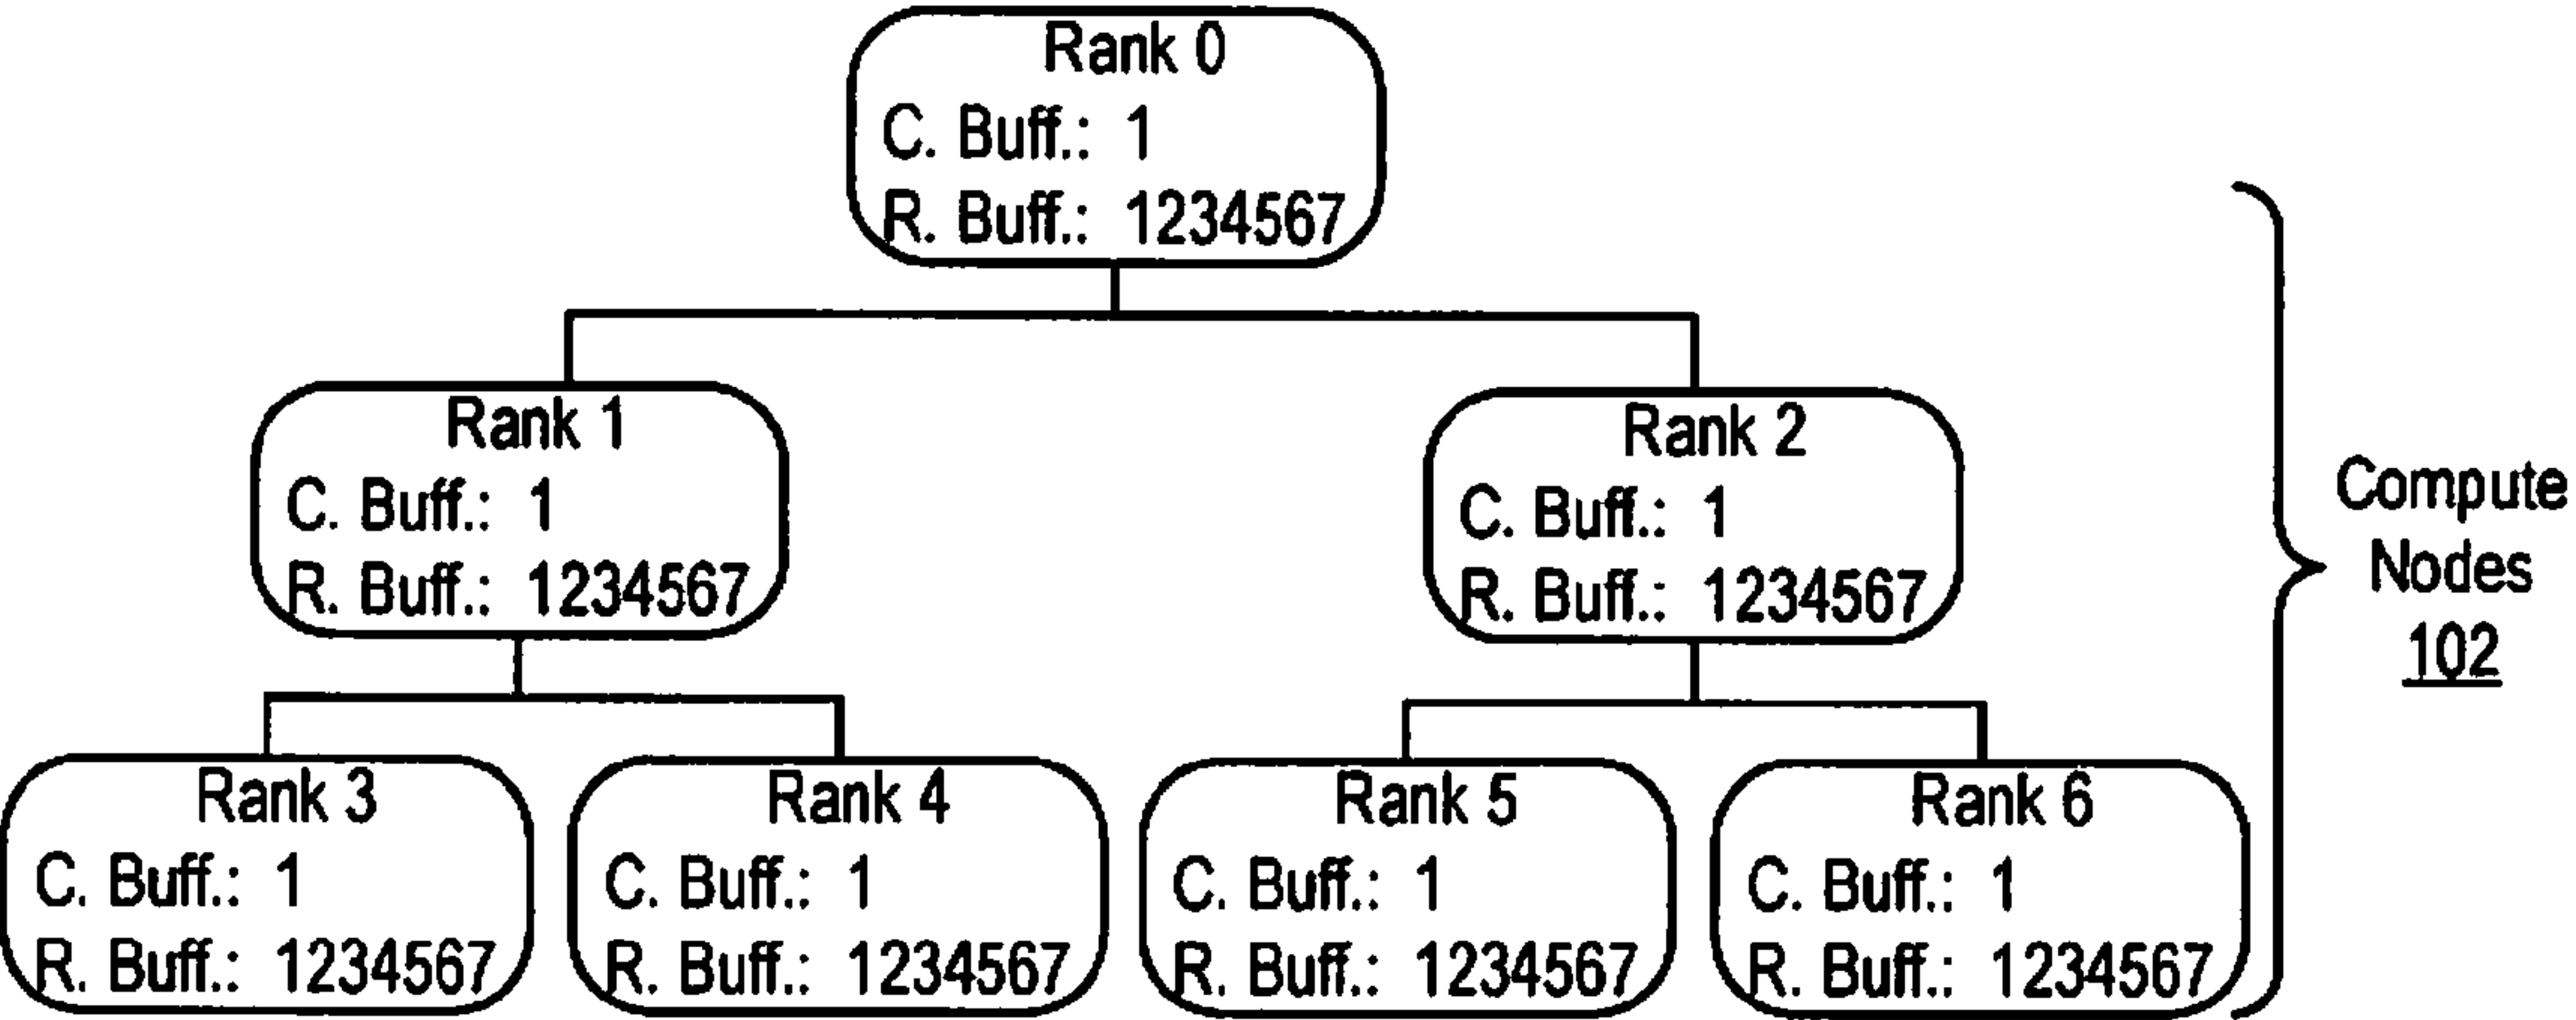 Rank 0
C. Buff.: 1
R. Buff.: 1234567
Rank 1
C. Buff.: 1
R. Buff.: 1234567
Rank 2
C. Buff.: 1
R. Buff.: 1234567
Rank 3
C. Buff.: 1
R. Buff.: 1234567
Rank 4
C. Buff.: 1
R. Buff.: 1234567
Rank 5
C. Buff.: 1
R. Buff.: 1234567
Rank 6
C. Buff.: 1
R. Buff.: 1234567
Compute
Nodes
102